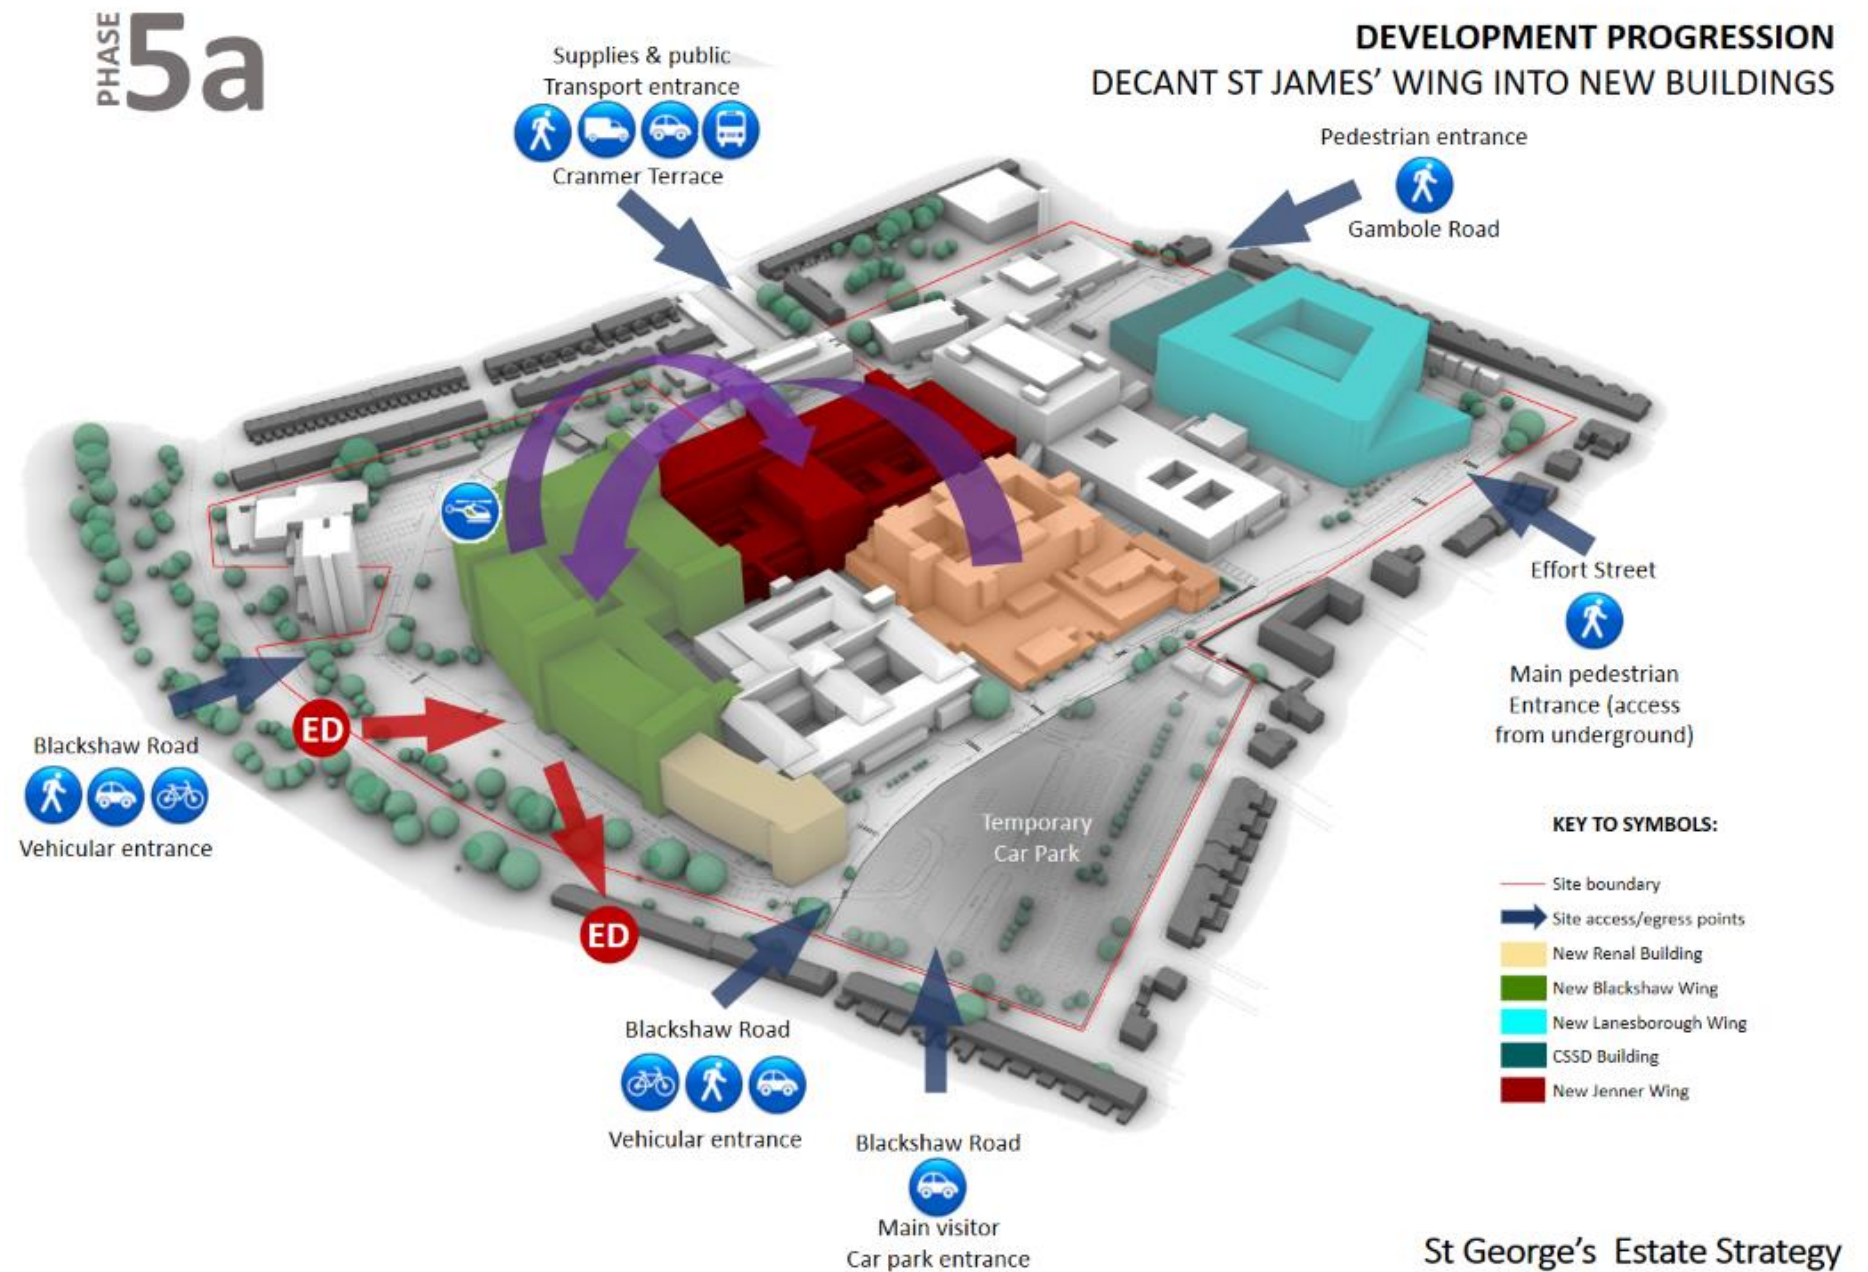 PHASE
5a
DEVELOPMENT PROGRESSION
DECANT ST JAMES’ WING INTO NEW BUILDINGS
Supplies & public
Transport entrance
Cranmer Terrace
Pedestrian entrance
Gambole Road
Effort Street
Main pedestrian
Entrance (access
from underground)
ED
Blackshaw Road
Vehicular entrance
Temporary
Car Park
ED
Blackshaw Road
Vehicular entrance
Blackshaw Road
Main visitor
Car park entrance
KEY TO SYMBOLS:
Site boundary
Site access/egress points
New Renal Building
New Blackshaw Wing
New Lanesborough Wing
CSSD Building
New Jenner Wing
St George’s Estate Strategy